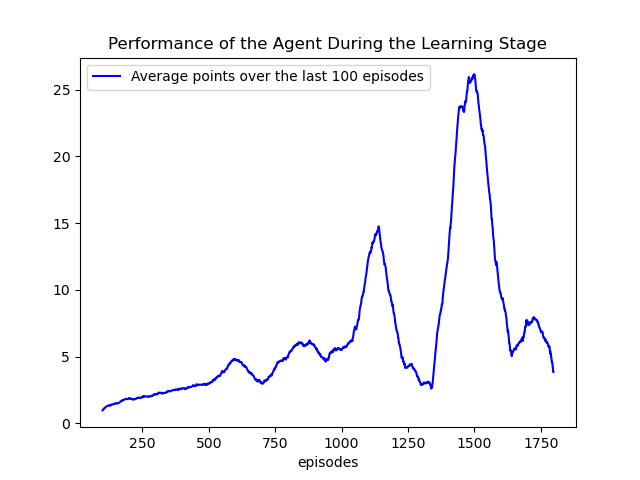 Performance of the Agent During the Learning Stage
Average points over the last 100 episodes
25
20
15
10
5
0
250 500 750 1000 1250 1500 1750
episodes